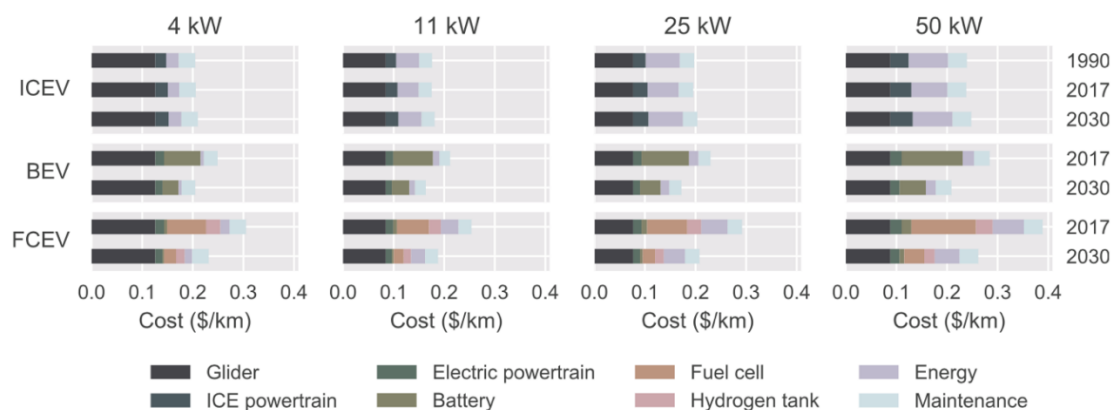 4 kW 11 kW 25 kW 50 kW
ICEV 1990
2017
2030
BEV 2017
2030
FCEV 2017
2030
0.0 0.1 0.2 0.3 0.4 0.0 0.1 0.2 0.3 0.4 0.0 0.1 0.2 0.3 0.4 0.0 0.1 0.2 0.3 0.4
Cost ($/km) Cost ($/km) Cost ($/km) Cost ($/km)
Glider Electric powertrain Fuel cell Energy
ICE powertrain Battery Hydrogen tank Maintenance